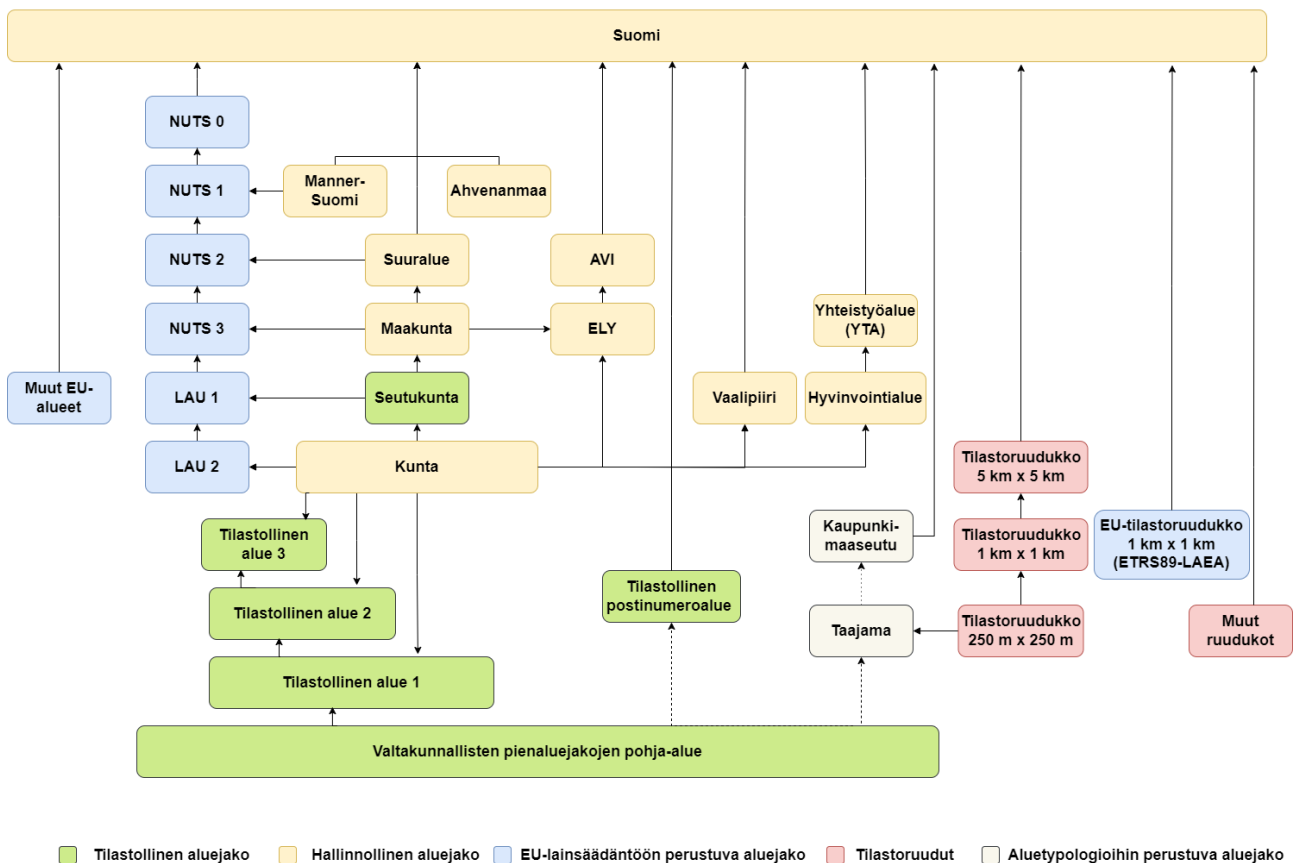 Suomi
NUTS 0
NUTS 1
Manner-
Suomi
Ahvenanmaa
NUTS 2
Suuralue
AVI
NUTS 3
Maakunta
ELY
Yhteistyöalue
(YTA)
Muut EU-
alueet
LAU 1
Seutukunta
Vaalipiiri
Hyvinvointialue
LAU 2
Kunta
Tilastoruudukko
5 km x 5 km
Tilastollinen
alue 3
Kaupunki-
maaseutu
Tilastoruudukko
1 km x 1 km
EU-tilastoruudukko
1 km x 1 km
(ETRS89-LAEA)
Tilastollinen alue 2
Tilastollinen
postinumeroalue
Taajama
Tilastoruudukko
250 m x 250 m
Muut
ruudukot
Tilastollinen alue 1
Valtakunnallisten pienaluejakojen pohja-alue
Tilastollinen aluejako
Hallinnollinen aluejako
EU-lainsäädäntöön perustuva aluejako
Tilastoruudut
Aluetypologioihin perustuva aluejako